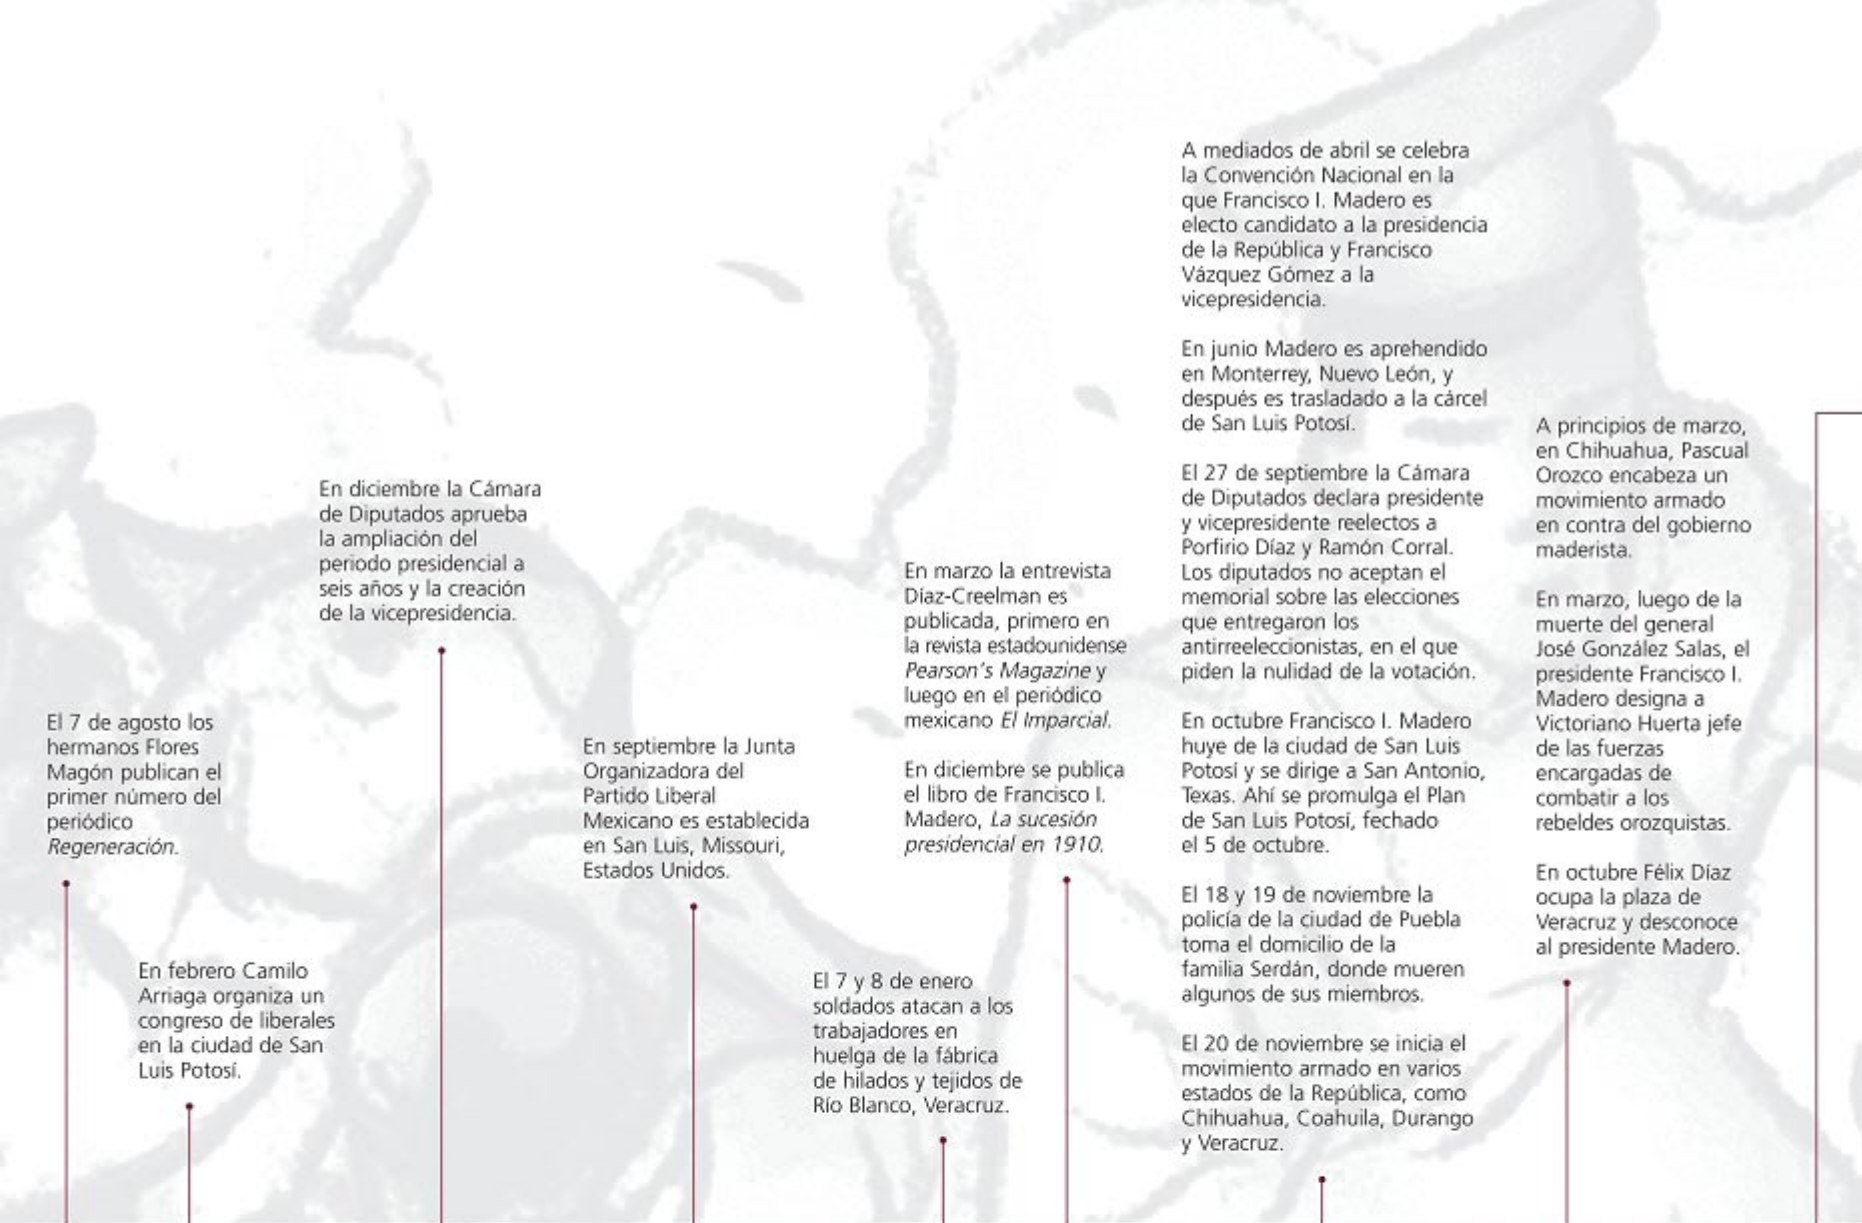 El 7 de agosto los
hermanos Flores
Magón publican el
primer número del
periódico
Regeneración.
En febrero Camilo
Arriaga organiza un
congreso de liberales
en la ciudad de San
Luis Potosí.
En diciembre la Cámara
de Diputados aprueba
la ampliación del
periodo presidencial a
seis años y la creación
de la vicepresidencia.
En septiembre la Junta
Organizadora del
Partido Liberal
Mexicano es establecida
en San Luis, Missouri,
Estados Unidos.
El 7 y 8 de enero
soldados atacan a los
trabajadores en
huelga de la fábrica
de hilados y tejidos de
Río Blanco, Veracruz.
En marzo la entrevista
Díaz-Creelman es
publicada, primero en
la revista estadounidense
Pearson's Magazine y
luego en el periódico
mexicano El Imparcial.
En diciembre se publica
el libro de Francisco I.
Madero, La sucesión
presidencial en 1910.
A mediados de abril se celebra
la Convención Nacional en la
que Francisco I. Madero es
electo candidato a la presidencia
de la República y Francisco
Vázquez Gómez a la
vicepresidencia.
En junio Madero es aprehendido
en Monterrey, Nuevo León, y
después es trasladado a la cárcel
de San Luis Potosí.
El 27 de septiembre la Cámara
de Diputados declara presidente
y vicepresidente reelectos a
Porfirio Díaz y Ramón Corral.
Los diputados no aceptan el
memorial sobre las elecciones
que entregaron los
antirreeleccionistas, en el que
piden la nulidad de la votación.
En octubre Francisco I. Madero
huye de la ciudad de San Luis
Potosí y se dirige a San Antonio,
Texas. Ahí se promulga el Plan
de San Luis Potosí, fechado
el 5 de octubre.
El 18 y 19 de noviembre la
policía de la ciudad de Puebla
toma el domicilio de la
familia Serdán, donde mueren
algunos de sus miembros.
El 20 de noviembre se inicia el
movimiento armado en varios
estados de la República, como
Chihuahua, Coahuila, Durango
y Veracruz.
A principios de marzo,
en Chihuahua, Pascual
Orozco encabeza un
movimiento armado
en contra del gobierno
maderista.
En marzo, luego de la
muerte del general
José González Salas, el
presidente Francisco I.
Madero designa a
Victoriano Huerta jefe
de las fuerzas
encargadas de
combatir a los
rebeldes orozquistas.
En octubre Félix Díaz
ocupa la plaza de
Veracruz y desconoce
al presidente Madero.